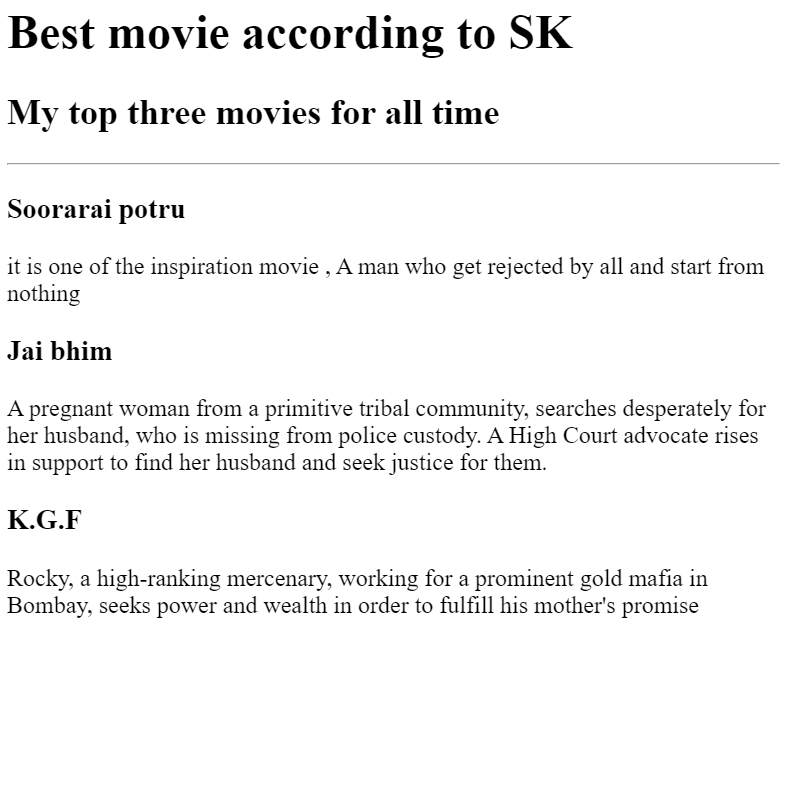 Best movie according to SK
My top three movies for all time
Soorarai potru
it is one of the inspiration movie , A man who get rejected by all and start from
nothing
Jai bhim
A pregnant woman from a primitive tribal community, searches desperately for
her husband, who is missing from police custody. A High Court advocate rises
in support to find her husband and seek justice for them.
K.G.F
Rocky, a high-ranking mercenary, working for a prominent gold mafia in
Bombay, seeks power and wealth in order to fulfill his mother's promise